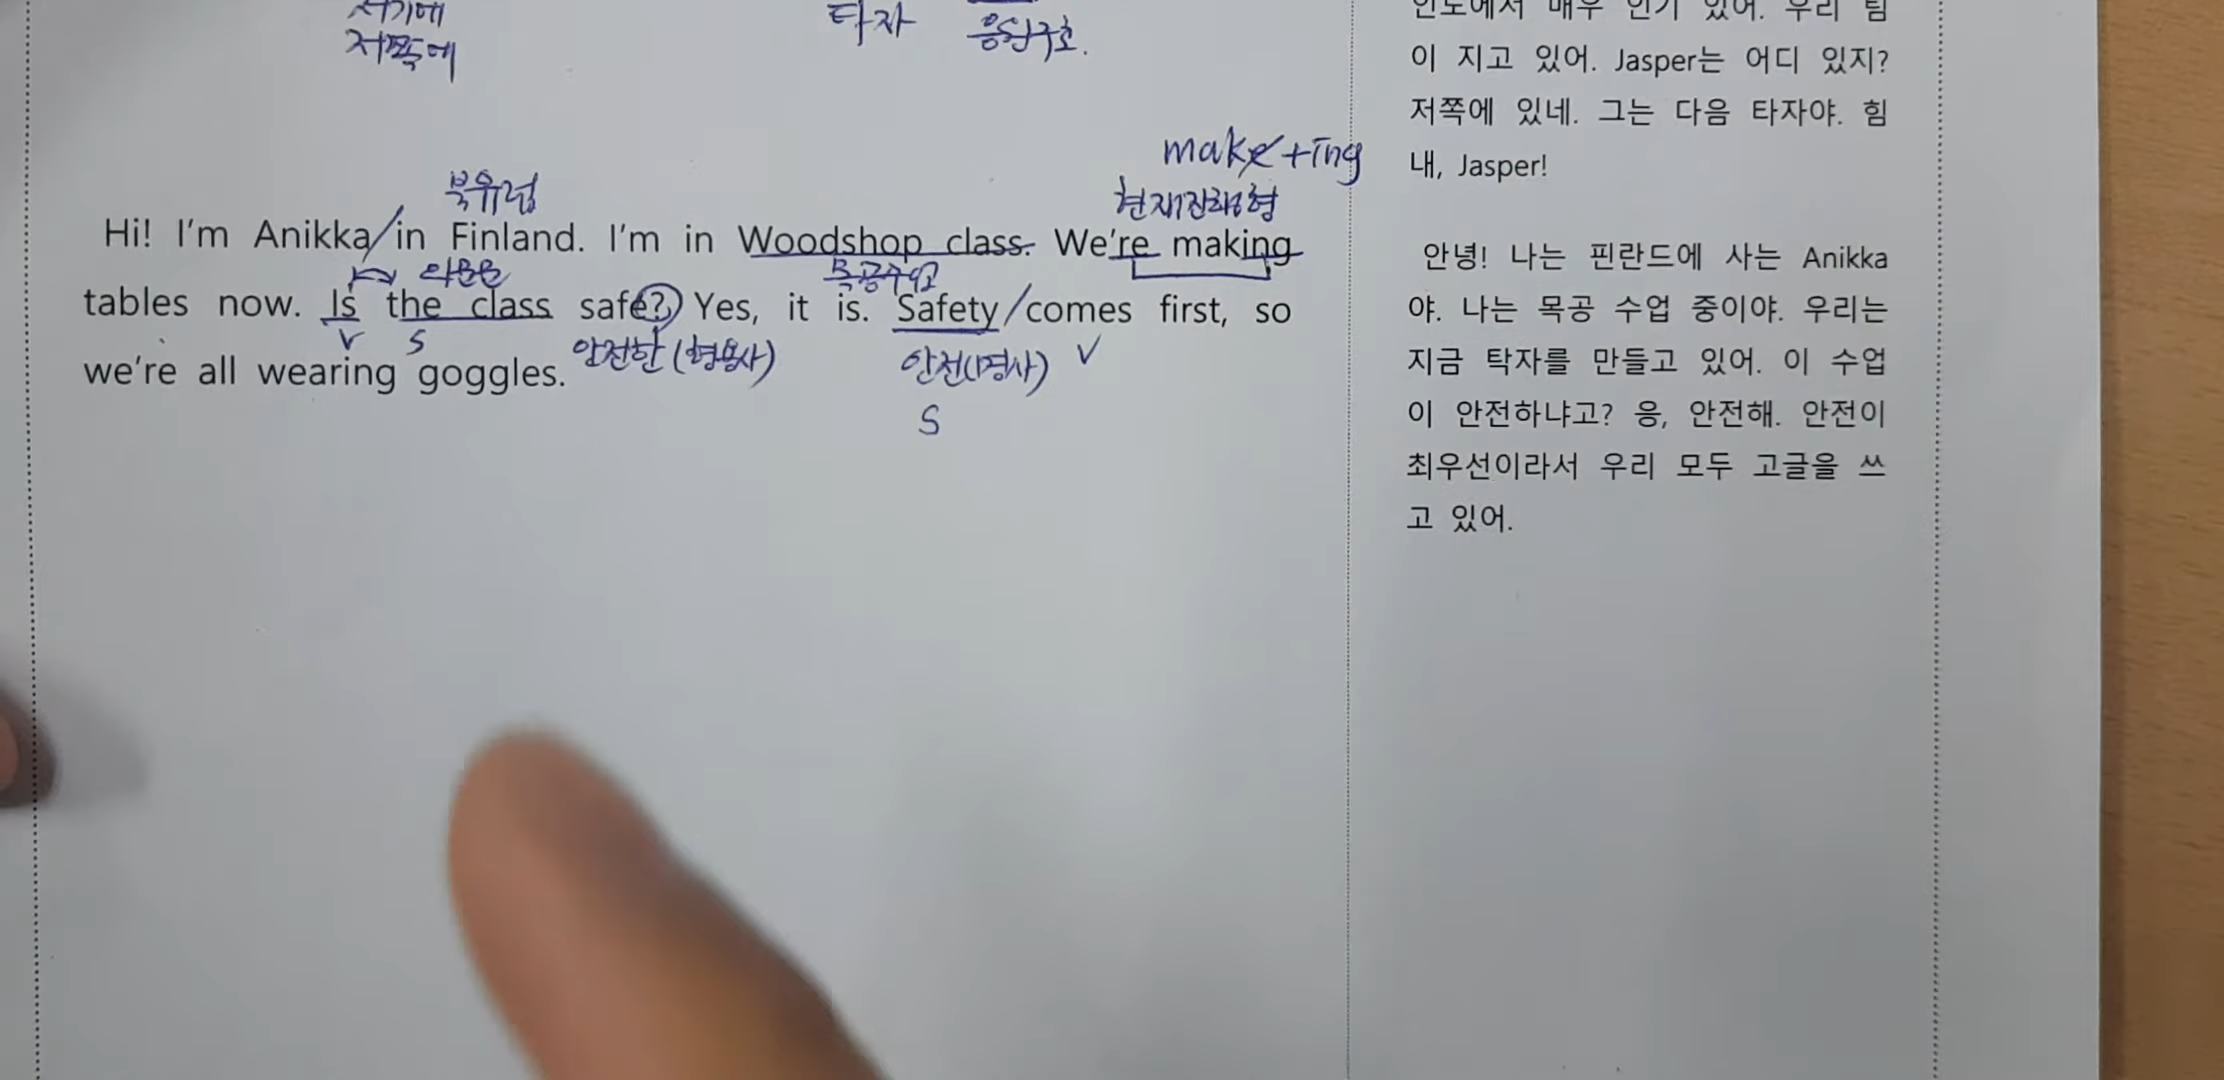 저쪽에
타자
응원구호.
make+ing
북유럽
현재진행형
Hi! I'm Anikka/in Finland. I'm in Woodshop class. We're making
의문문
목공수업
tables now. Is the class safe? Yes, it is. Safety/comes first, so
V S
안전한(형용사)
안전(명사) V
we're all wearing goggles.
S
인도에서 매우 인기 있어. 우리 팀
이 지고 있어. Jasper는 어디 있지?
저쪽에 있네. 그는 다음 타자야. 힘
내, Jasper!
안녕! 나는 핀란드에 사는 Anikka
야. 나는 목공 수업 중이야. 우리는
지금 탁자를 만들고 있어. 이 수업
이 안전하냐고? 응, 안전해. 안전이
최우선이라서 우리 모두 고글을 쓰
고 있어.